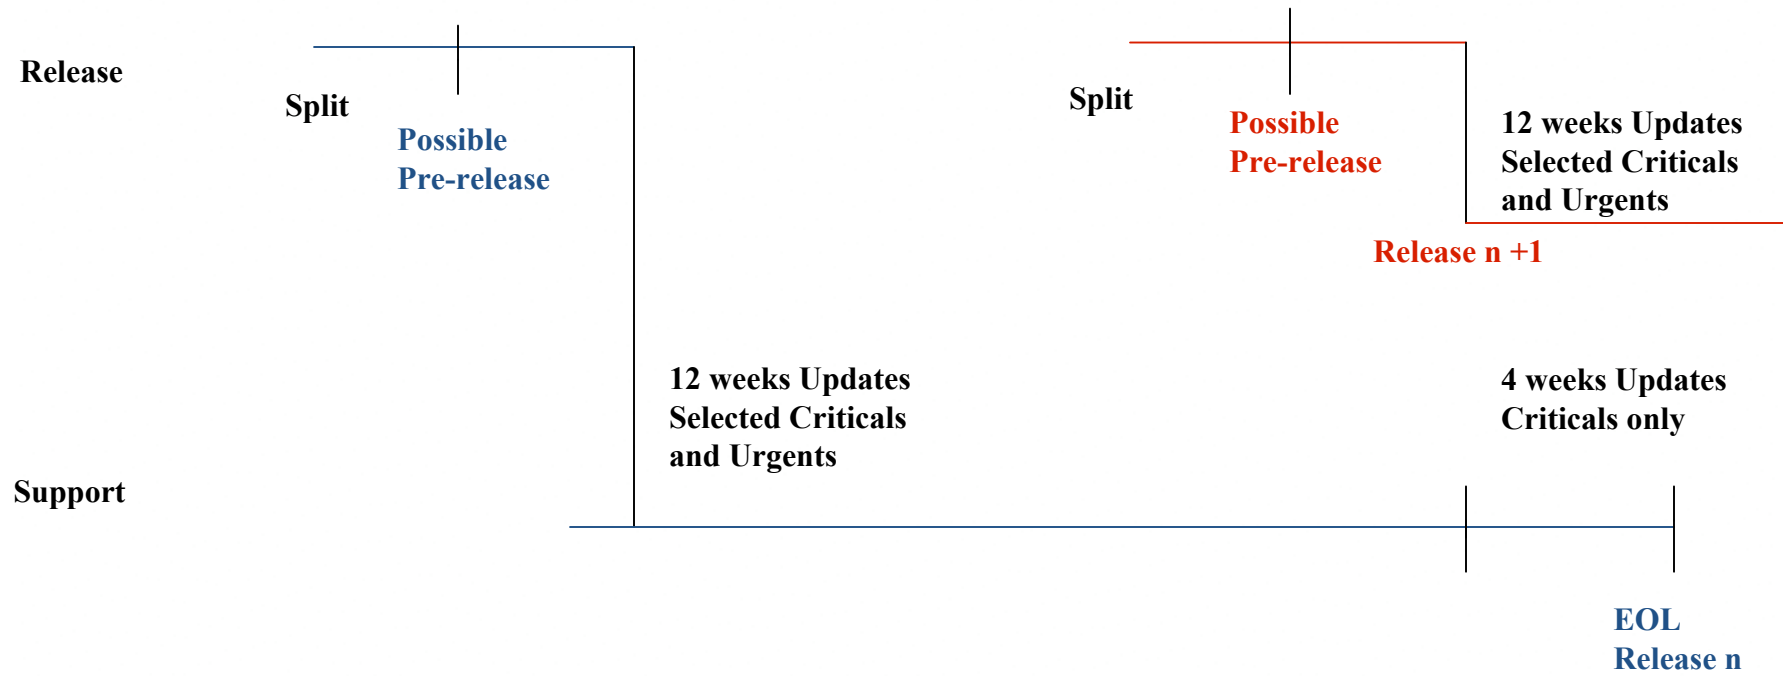 Release
Split
Possible
Pre-release
Split
Possible
Pre-release
12 weeks Updates
Selected Criticals
and Urgents
Release n +1
12 weeks Updates
Selected Criticals
and Urgents
4 weeks Updates
Criticals only
Support
EOL
Release n